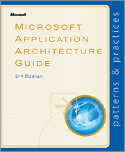 Microsoft
MICROSOFT
APPLICATION
ARCHITECTURE
GUIDE
2nd Edition
patterns & practices